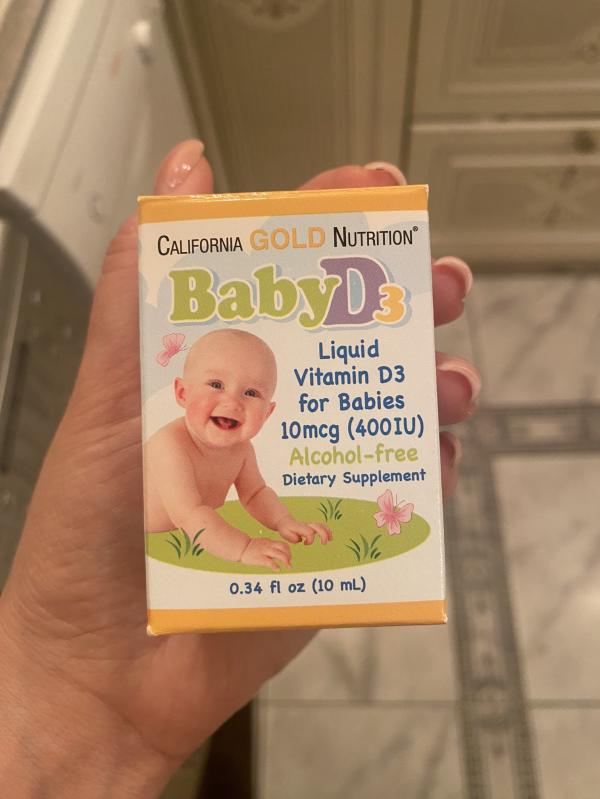 CALIFORNIA GOLD NUTRITION®
BabyD3
Liquid
Vitamin D3
for Babies
10mcg (400IU)
Alcohol-free
Dietary Supplement
0.34 fl oz (10 mL)